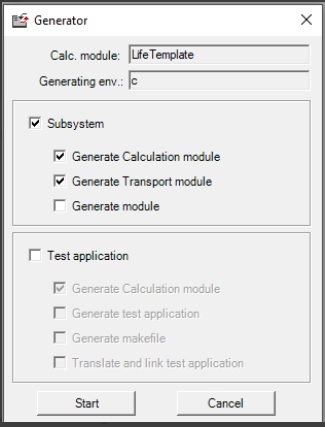 Generator
Calc. module: LifeTemplate
Generating env.: c
Subsystem
Generate Calculation module
Generate Transport module
Generate module
Test application
Generate Calculation module
Generate test application
Generate makefile
Translate and link test application
Start Cancel